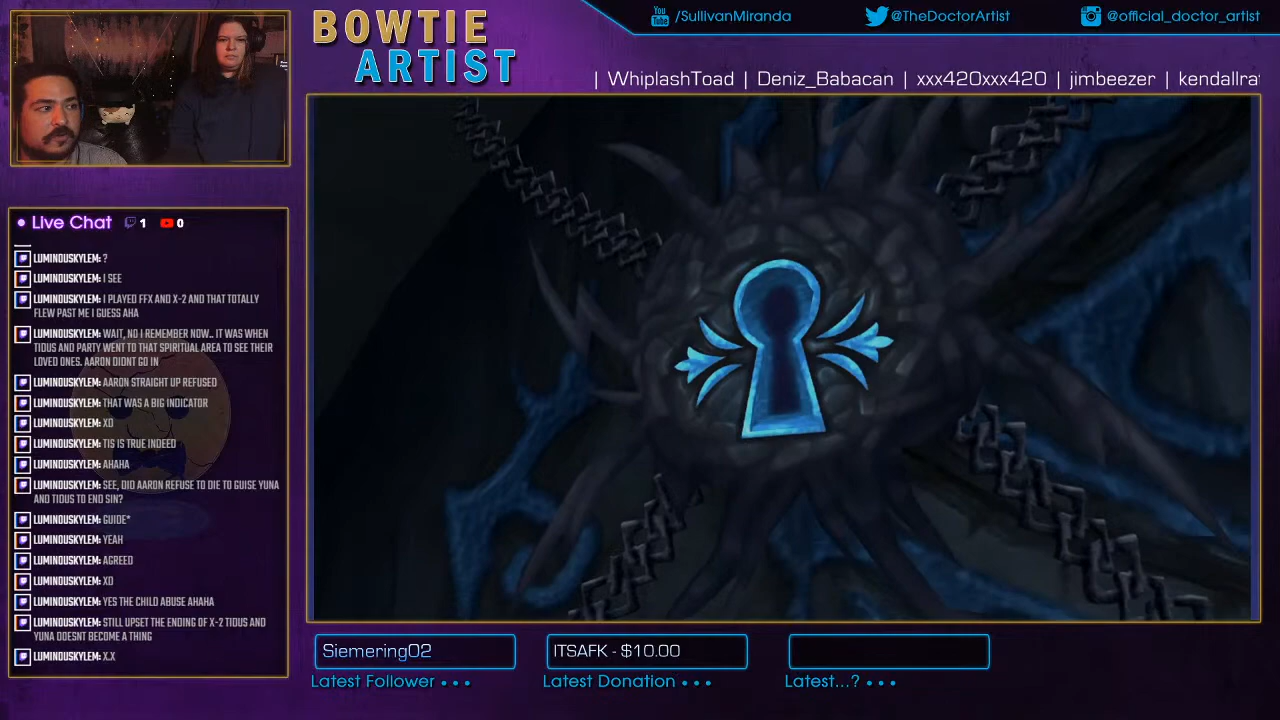 BOWTIE
ARTIST
You
Tube
/SullivanMiranda
@TheDoctorArtist
@official_doctor_artist
| WhiplashToad | Deniz_Babacan | xxx420xxx420 | jimbeezer | kendallra
Live Chat 1 0
LUMINOUSKYLEM: ?
LUMINOUSKYLEM: I SEE
LUMINOUSKYLEM: I PLAYED FFX AND X-2 AND THAT TOTALLY
FLEW PAST ME I GUESS AHA
LUMINOUSKYLEM: WAIT, NO I REMEMBER NOW.. IT WAS WHEN
TIDUS AND PARTY WENT TO THAT SPIRITUAL AREA TO SEE THEIR
LOVED ONES. AARON DIDNT GO IN
LUMINOUSKYLEM: AARON STRAIGHT UP REFUSED
LUMINOUSKYLEM: THAT WAS A BIG INDICATOR
LUMINOUSKYLEM: XD
LUMINOUSKYLEM: TIS IS TRUE INDEED
LUMINOUSKYLEM: AHAHA
LUMINOUSKYLEM: SEE, DID AARON REFUSE TO DIE TO GUISE YUNA
AND TIDUS TO END SIN?
LUMINOUSKYLEM: GUIDE*
LUMINOUSKYLEM: YEAH
LUMINOUSKYLEM: AGREED
LUMINOUSKYLEM: XD
LUMINOUSKYLEM: YES THE CHILD ABUSE AHAHA
LUMINOUSKYLEM: STILL UPSET THE ENDING OF X-2 TIDUS AND
YUNA DOESNT BECOME A THING
LUMINOUSKYLEM: X.X
Siemering02
Latest Follower • • •
ITSAFK - $10.00
Latest Donation • • •
Latest...? • • •